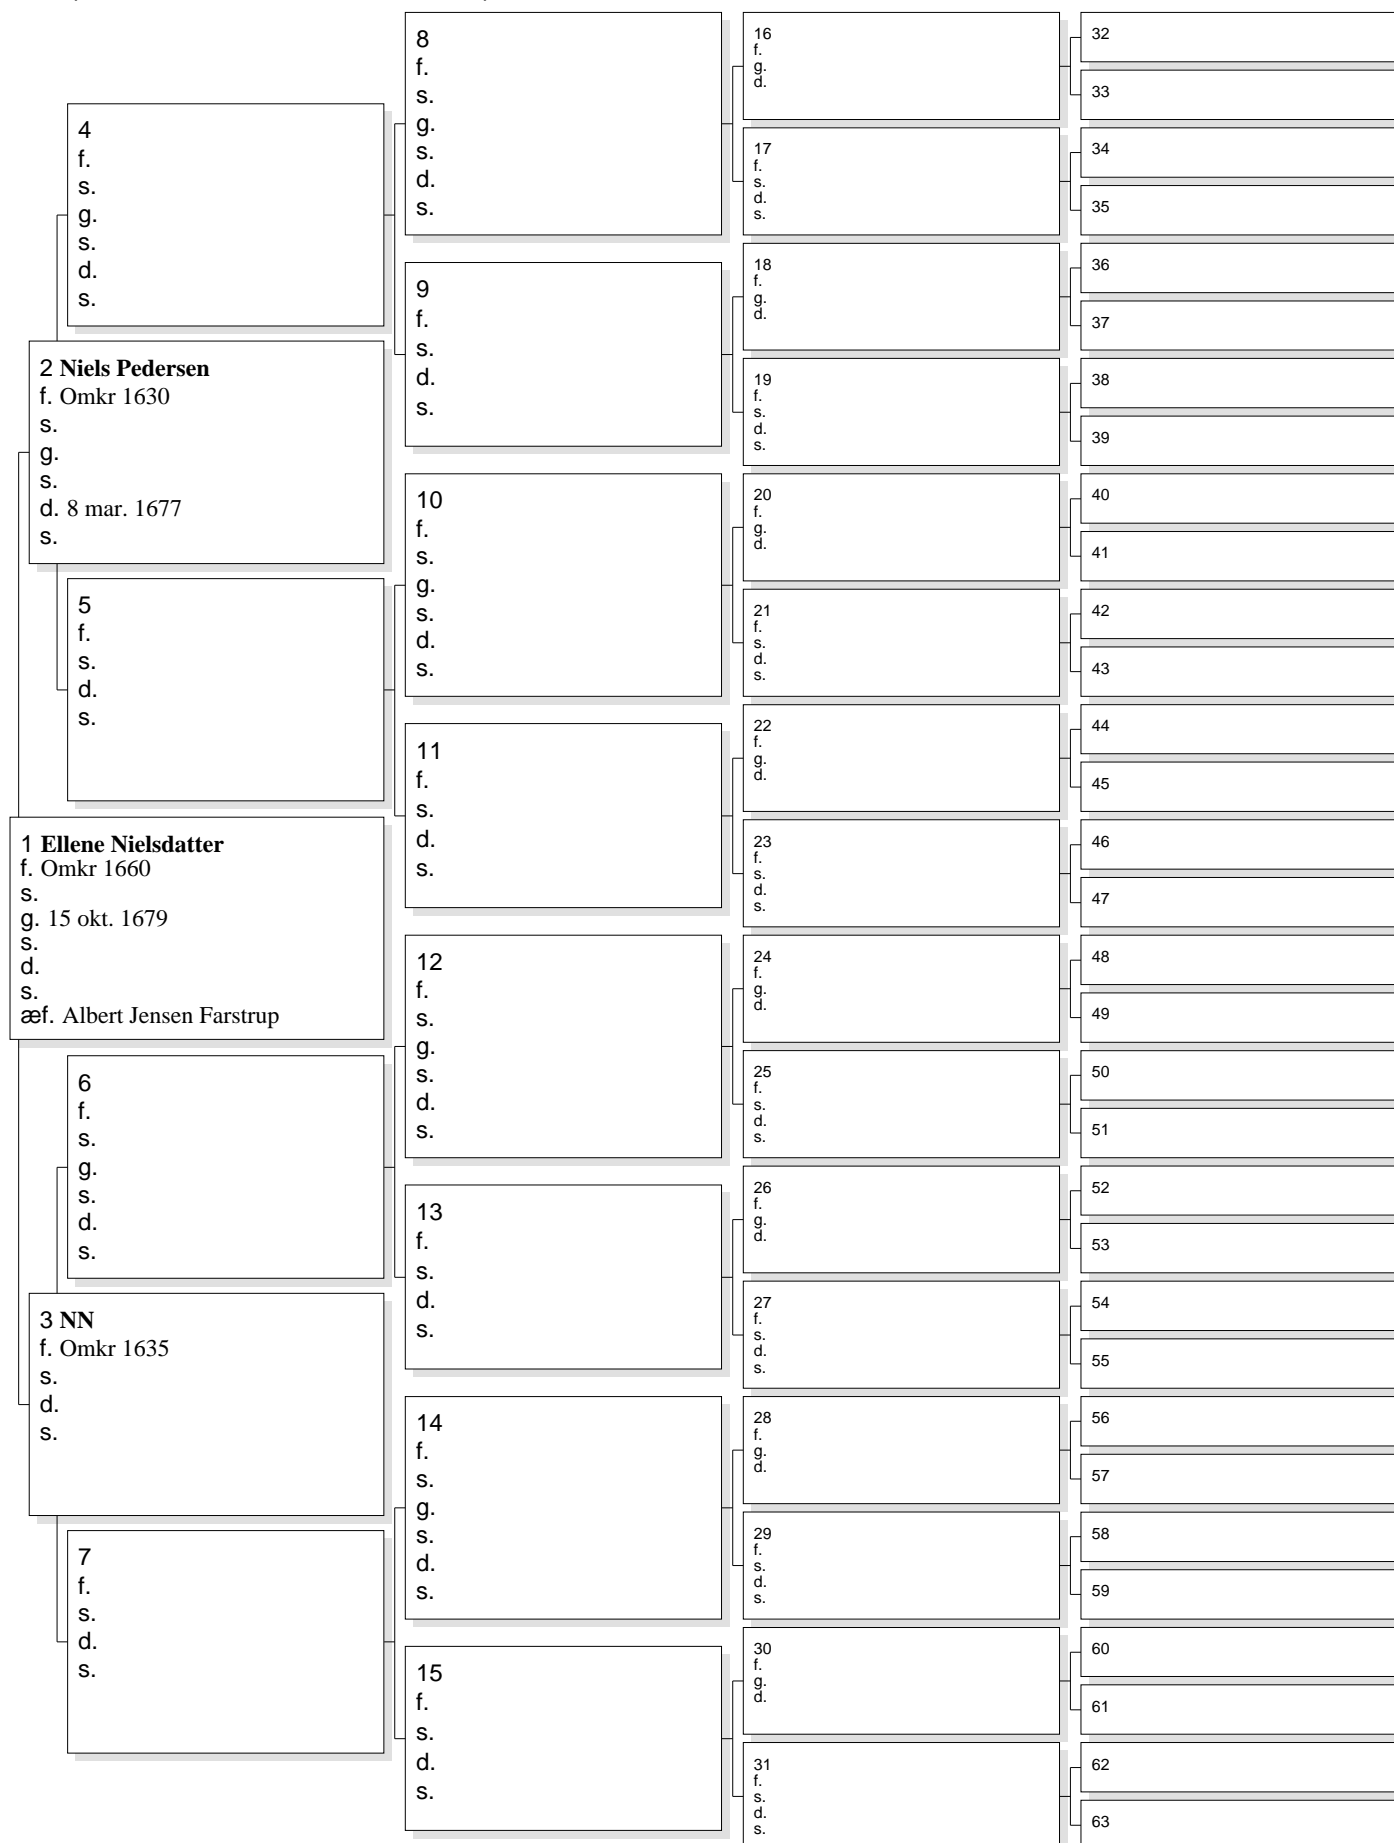 4
f.
s.
g.
s.
d.
s.
2 Niels Pedersen
f. Omkr 1630
s.
g.
s.
d. 8 mar. 1677
s.
5
f.
s.
d.
s.
1 Ellene Nielsdatter
f. Omkr 1660
s.
g. 15 okt. 1679
s.
d.
s.
æf. Albert Jensen Farstrup
6
f.
s.
g.
s.
d.
s.
3 NN
f. Omkr 1635
s.
d.
s.
7
f.
s.
d.
s.
8
f.
s.
g.
s.
d.
s.
9
f.
s.
d.
s.
10
f.
s.
g.
s.
d.
s.
11
f.
s.
d.
s.
12
f.
s.
g.
s.
d.
s.
13
f.
s.
d.
s.
14
f.
s.
g.
s.
d.
s.
15
f.
s.
d.
s.
16
f.
g.
d.
17
f.
s.
d.
s.
18
f.
g.
d.
19
f.
s.
d.
s.
20
f.
g.
d.
21
f.
s.
d.
s.
22
f.
g.
d.
23
f.
s.
d.
s.
24
f.
g.
d.
25
f.
s.
d.
s.
26
f.
g.
d.
27
f.
s.
d.
s.
28
f.
g.
d.
29
f.
s.
d.
s.
30
f.
g.
d.
31
f.
s.
d.
s.
32
33
34
35
36
37
38
39
40
41
42
43
44
45
46
47
48
49
50
51
52
53
54
55
56
57
58
59
60
61
62
63